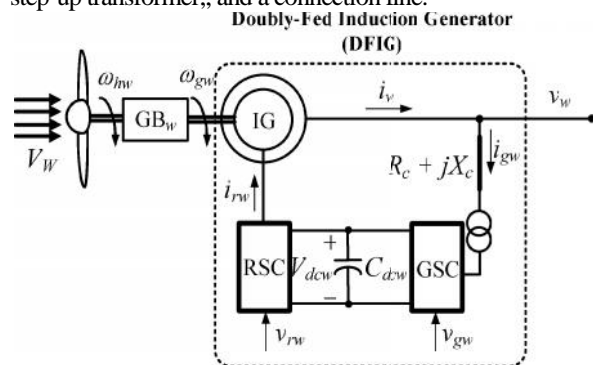 step-up transformer,, and a connection line.
Doubly-Fed Induction Generator
(DFIG)
ω_hw
ω_gw
i_v
v_w
GB_w
IG
V_W
R_c + jX_c
i_gw
i_rw
RSC
+
V_dcw
−
C_dcw
GSC
v_rw
v_gw